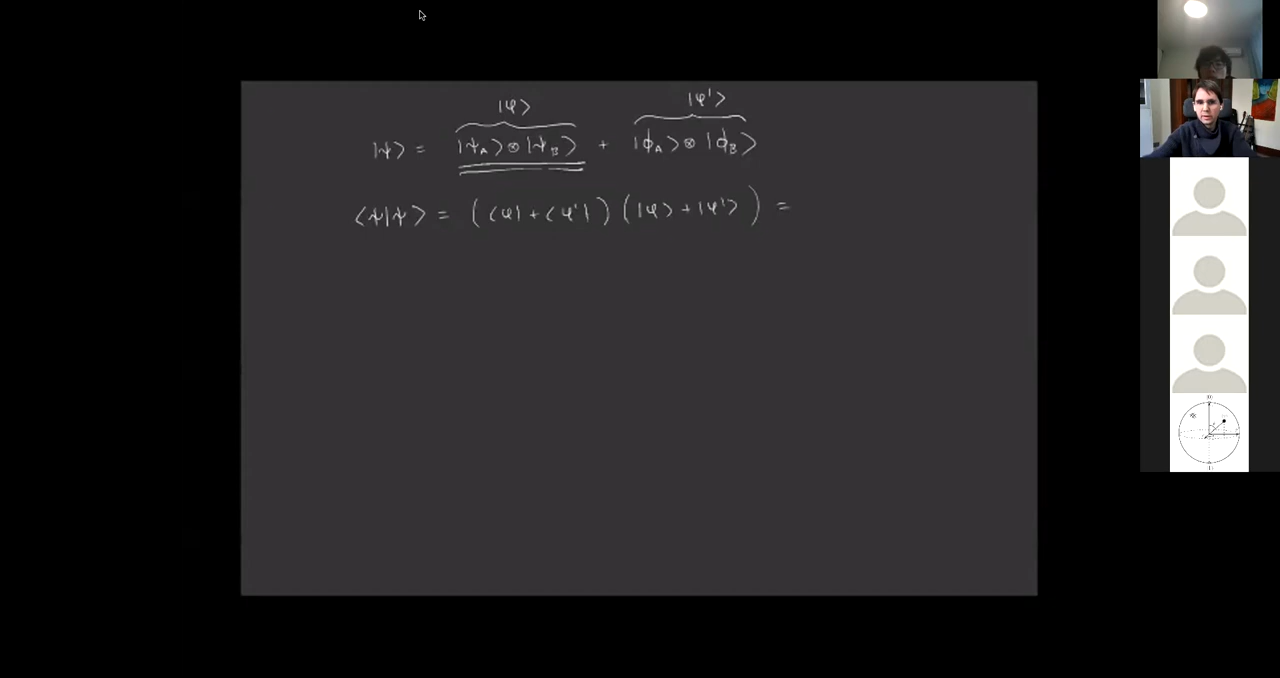 |φ⟩ |φ'⟩
|ψ⟩ = |ψ_A⟩ ⊗ |ψ_B⟩ + |ϕ_A⟩ ⊗ |ϕ_B⟩
⟨ψ|ψ⟩ = (⟨φ| + ⟨φ'|) (|φ⟩ + |φ'⟩) =